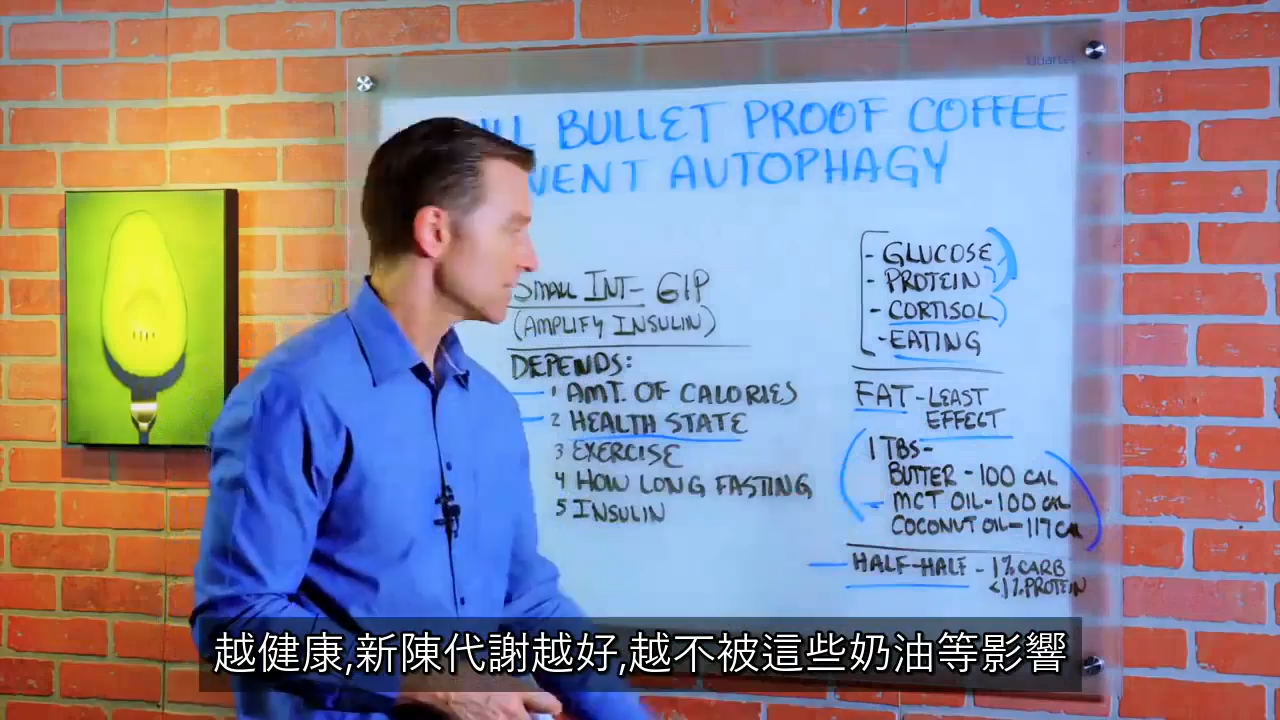 Quartet
LL BULLET PROOF COFFEE
VENT AUTOPHAGY
SMALL INT- GIP
(AMPLIFY INSULIN)
DEPENDS:
1 AMT. OF CALORIES
2 HEALTH STATE
3 EXERCISE
4 HOW LONG FASTING
5 INSULIN
- GLUCOSE
- PROTEIN
- CORTISOL
- EATING
FAT - LEAST
EFFECT
1 TBS-
BUTTER - 100 CAL
MCT OIL - 100 CAL
COCONUT OIL - 117 CAL
HALF-HALF - 1% CARB
<1% PROTEIN
越健康,新陳代謝越好,越不被這些奶油等影響